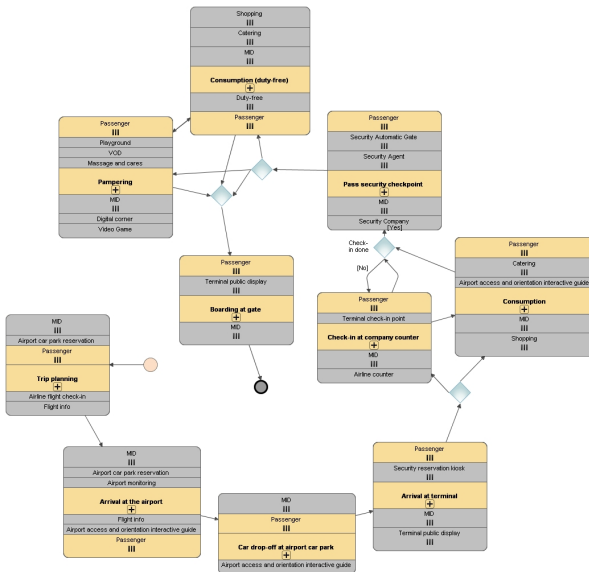 Shopping
Catering
MID
Consumption (duty-free)
Duty-free
Passenger
Passenger
Playground
VOD
Massage and cares
Pampering
MID
Digital corner
Video Game
Passenger
Security Automatic Gate
Security Agent
Pass security checkpoint
MID
Security Company
[Yes]
Check-
in done
[No]
Passenger
Terminal public display
Boarding at gate
MID
Passenger
Catering
Airport access and orientation interactive guide
Consumption
MID
Shopping
Passenger
Terminal check-in point
Check-in at company counter
MID
Airline counter
MID
Airport car park reservation
Passenger
Trip planning
Airline flight check-in
Flight info
MID
Airport car park reservation
Airport monitoring
Arrival at the airport
Flight info
Airport access and orientation interactive guide
Passenger
MID
Passenger
Car drop-off at airport car park
Airport access and orientation interactive guide
Passenger
Security reservation kiosk
Arrival at terminal
MID
Terminal public display